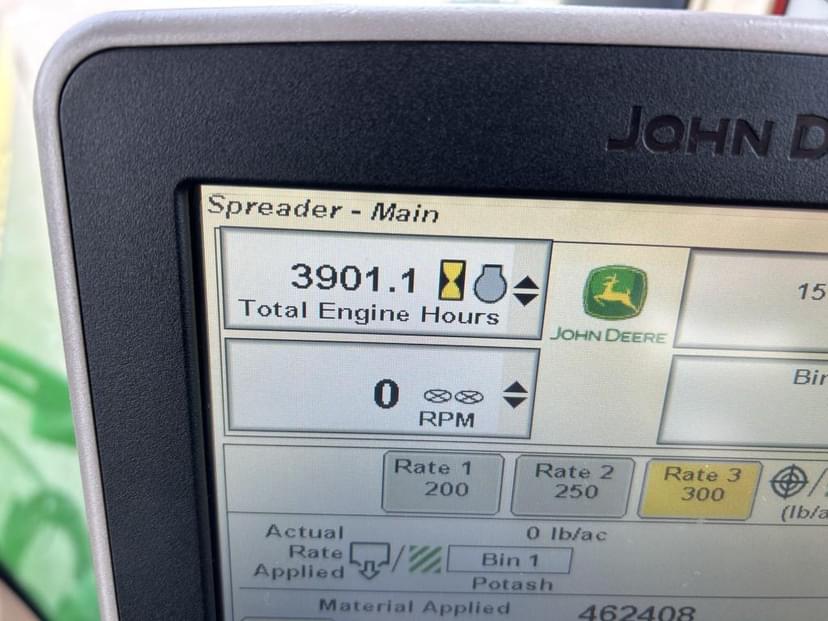 JOHN D
Spreader - Main
3901.1
Total Engine Hours
JOHN DEERE
15
0
RPM
Bin
Rate 1
200
Rate 2
250
Rate 3
300
(lb/a
Actual
Rate
Applied
0 lb/ac
/
Bin 1
Potash
Material Applied
462408